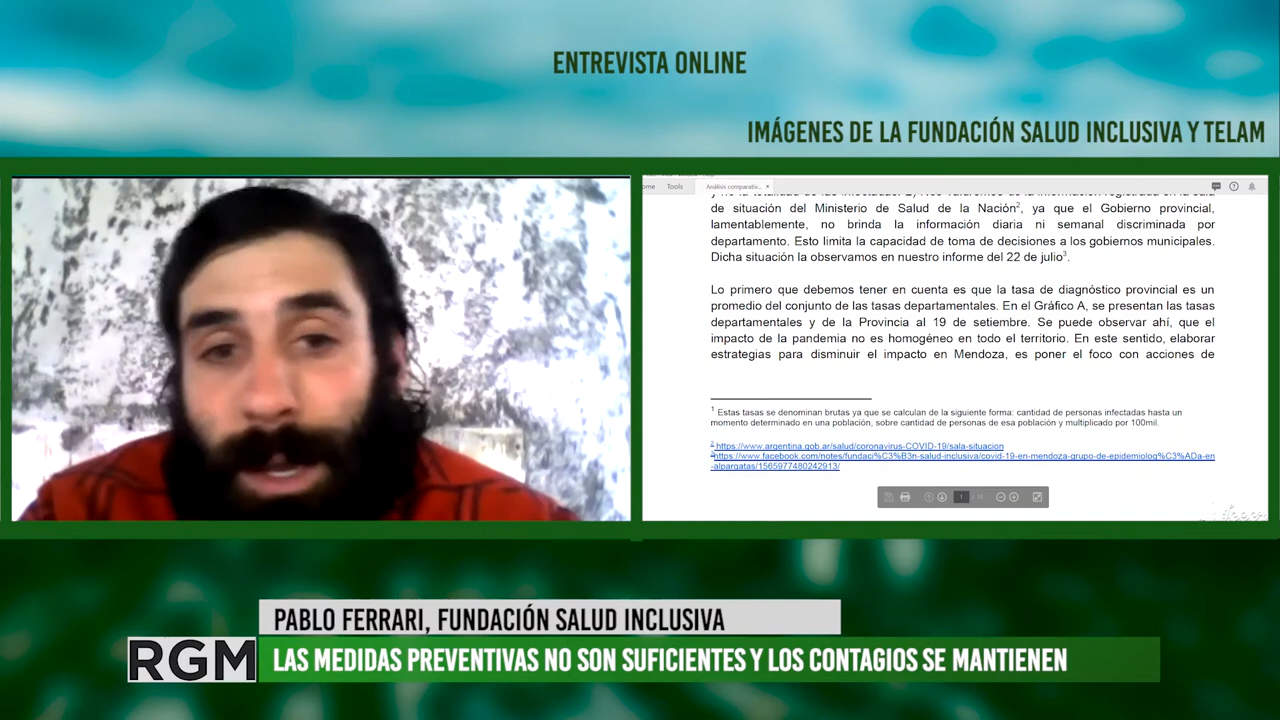 ENTREVISTA ONLINE
IMÁGENES DE LA FUNDACIÓN SALUD INCLUSIVA Y TELAM
ome Tools Análisis comparativ... ×
de situación del Ministerio de Salud de la Nación², ya que el Gobierno provincial,
lamentablemente, no brinda la información diaria ni semanal discriminada por
departamento. Esto limita la capacidad de toma de decisiones a los gobiernos municipales.
Dicha situación la observamos en nuestro informe del 22 de julio³.
Lo primero que debemos tener en cuenta es que la tasa de diagnóstico provincial es un
promedio del conjunto de las tasas departamentales. En el Gráfico A, se presentan las tasas
departamentales y de la Provincia al 19 de setiembre. Se puede observar ahí, que el
impacto de la pandemia no es homogéneo en todo el territorio. En este sentido, elaborar
estrategias para disminuir el impacto en Mendoza, es poner el foco con acciones de
¹ Estas tasas se denominan brutas ya que se calculan de la siguiente forma: cantidad de personas infectadas hasta un
momento determinado en una población, sobre cantidad de personas de esa población y multiplicado por 100mil.
² https://www.argentina.gob.ar/salud/coronavirus-COVID-19/sala-situacion
³https://www.facebook.com/notes/fundaci%C3%B3n-salud-inclusiva/covid-19-en-mendoza-grupo-de-epidemiolog%C3%ADa-en
-alpargatas/1565977480242913/
1 / 11
PABLO FERRARI, FUNDACIÓN SALUD INCLUSIVA
RGM
LAS MEDIDAS PREVENTIVAS NO SON SUFICIENTES Y LOS CONTAGIOS SE MANTIENEN